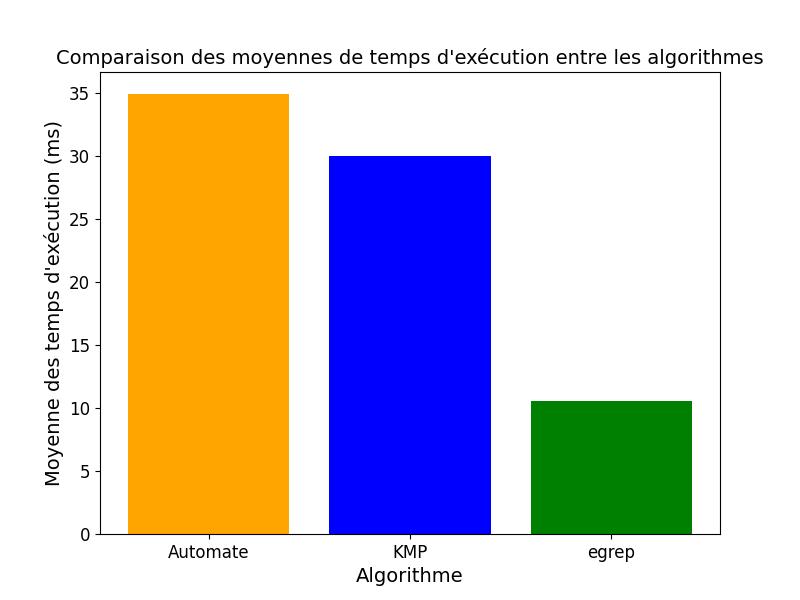 Comparaison des moyennes de temps d'exécution entre les algorithmes
Moyenne des temps d'exécution (ms)
35
30
25
20
15
10
5
0
Automate KMP egrep
Algorithme